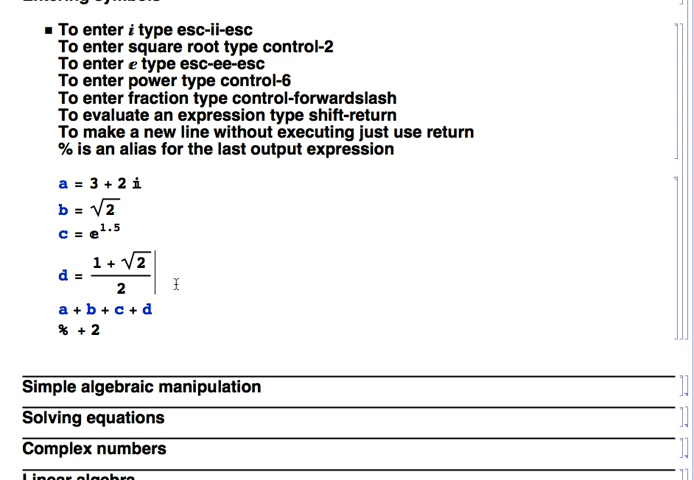 To enter i type esc-ii-esc
To enter square root type control-2
To enter e type esc-ee-esc
To enter power type control-6
To enter fraction type control-forwardslash
To evaluate an expression type shift-return
To make a new line without executing just use return
% is an alias for the last output expression
a = 3 + 2 ⅈ
b = √2
c = ⅇ^1.5
d = (1 + √2)/2
a + b + c + d
% + 2
Simple algebraic manipulation
Solving equations
Complex numbers
Linear algebra